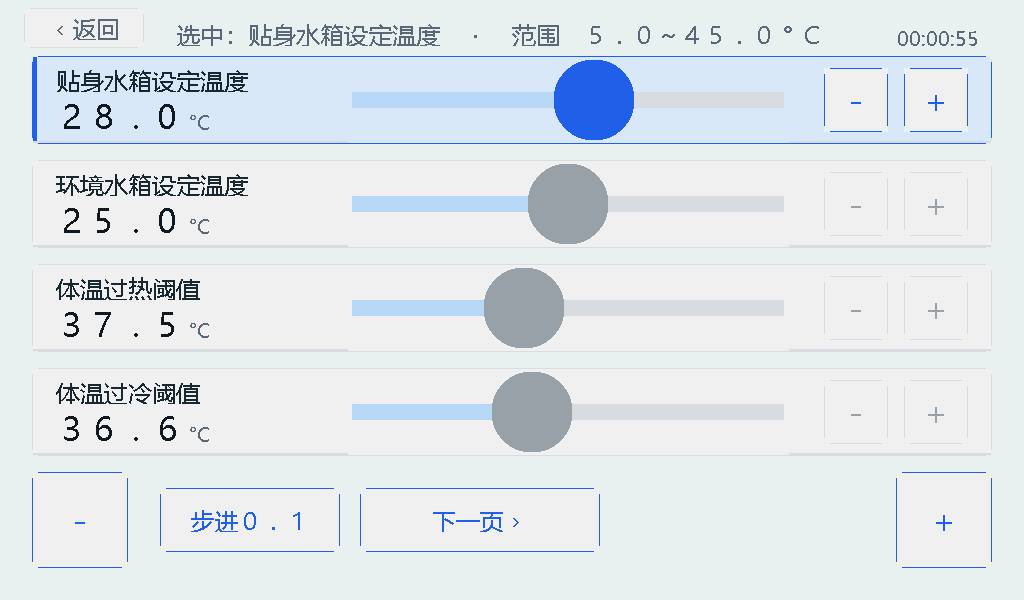 ‹ 返回
选中: 贴身水箱设定温度 · 范围 5.0~45.0°C
00:00:55
贴身水箱设定温度
28.0 °C
- +
环境水箱设定温度
25.0 °C
- +
体温过热阈值
37.5 °C
- +
体温过冷阈值
36.6 °C
- +
- 步进0.1 下一页 › +